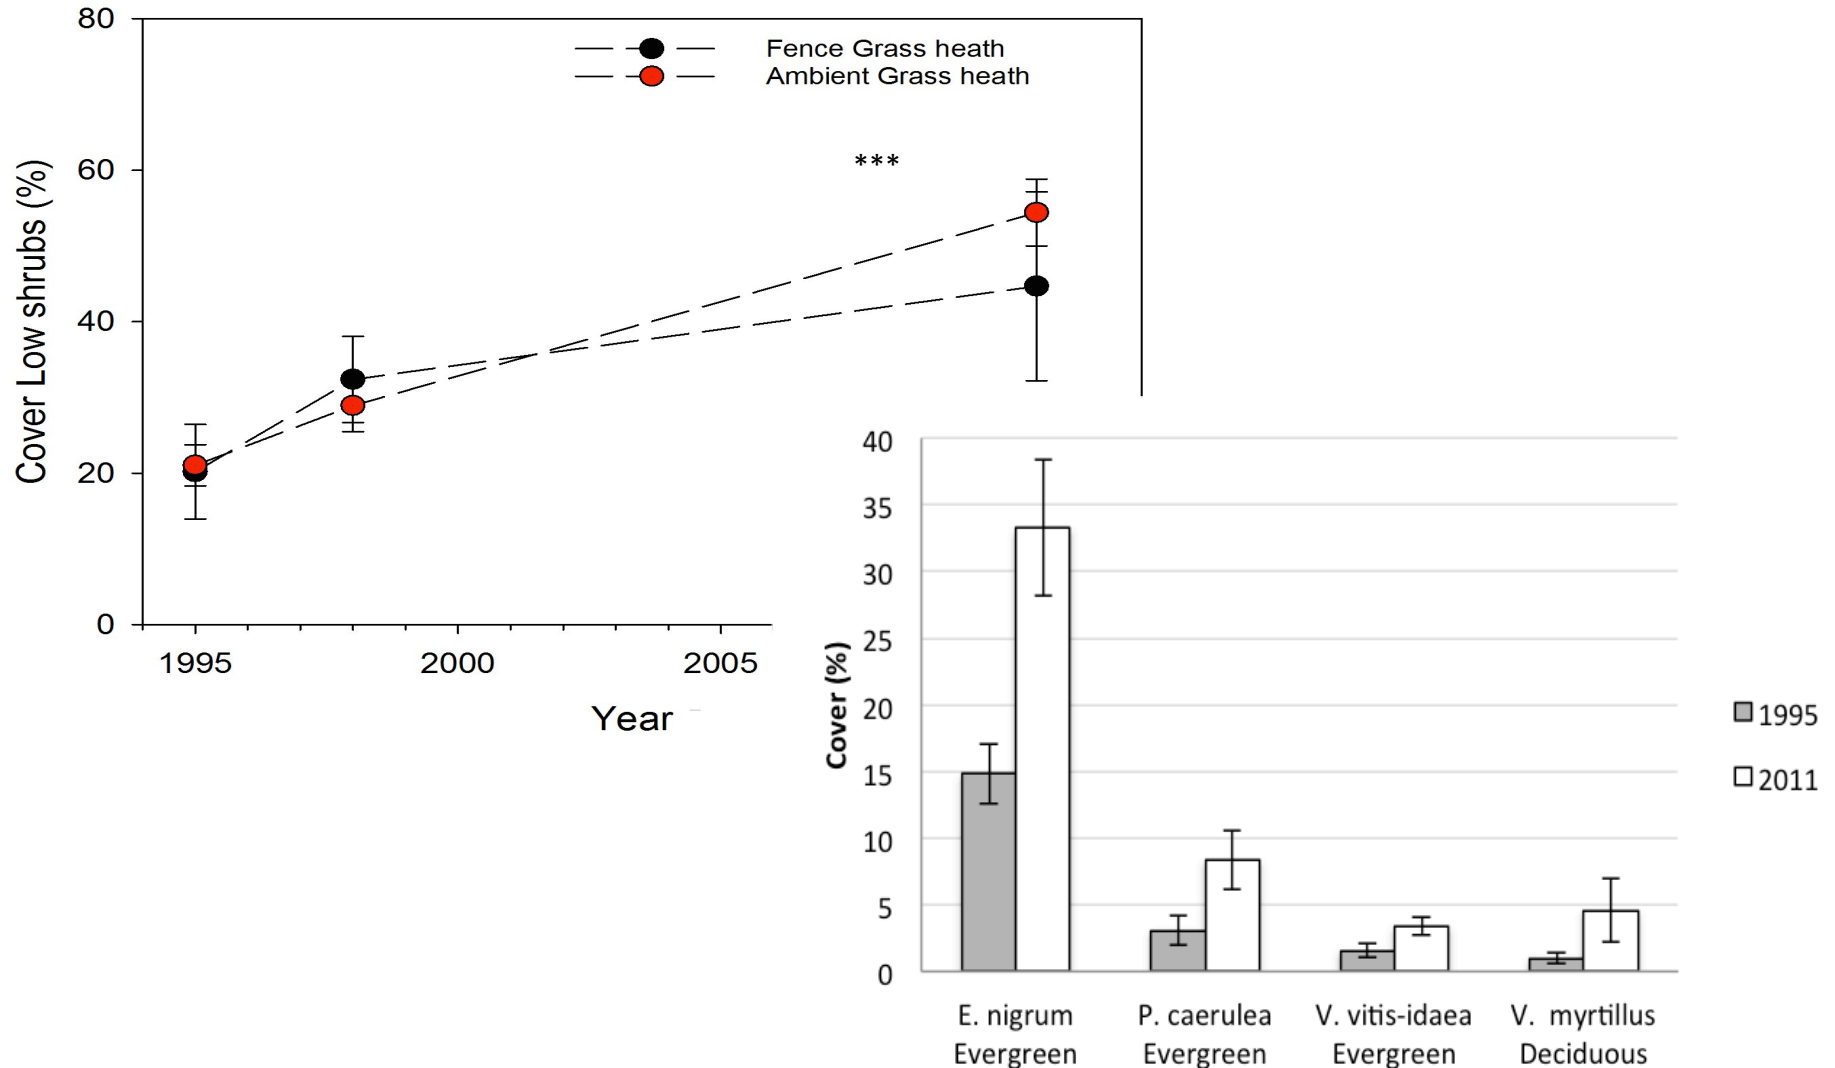 80
Fence Grass heath
Ambient Grass heath
***
60
40
20
0
Cover Low shrubs (%)
1995 2000 2005
Year
40
35
30
25
20
15
10
5
0
Cover (%)
1995
2011
E. nigrum P. caerulea V. vitis-idaea V. myrtillus
Evergreen Evergreen Evergreen Deciduous